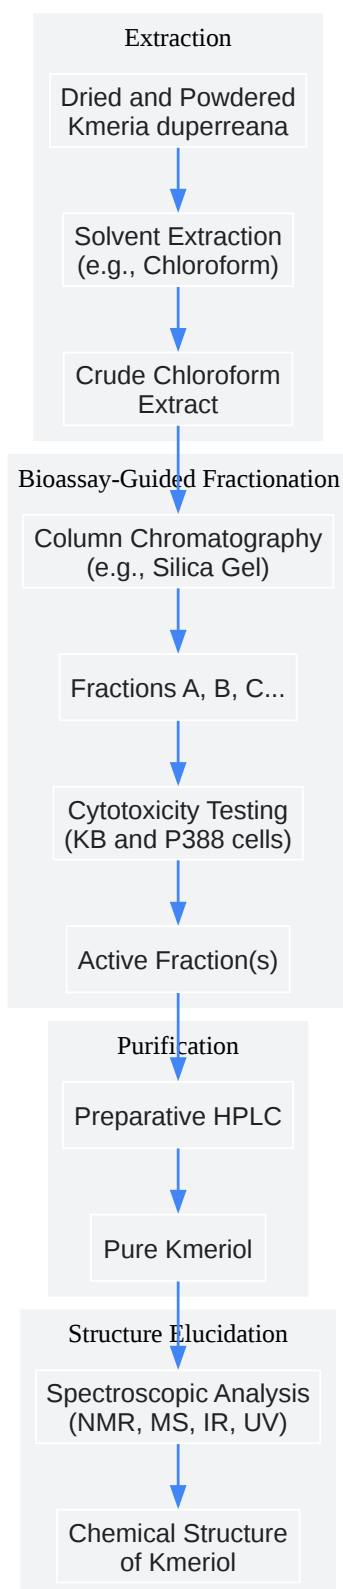 Extraction
Dried and Powdered
Kmeria duperreana
Solvent Extraction
(e.g., Chloroform)
Crude Chloroform
Extract
Bioassay-Guided Fractionation
Column Chromatography
(e.g., Silica Gel)
Fractions A, B, C...
Cytotoxicity Testing
(KB and P388 cells)
Active Fraction(s)
Purification
Preparative HPLC
Pure Kmeriol
Structure Elucidation
Spectroscopic Analysis
(NMR, MS, IR, UV)
Chemical Structure
of Kmeriol